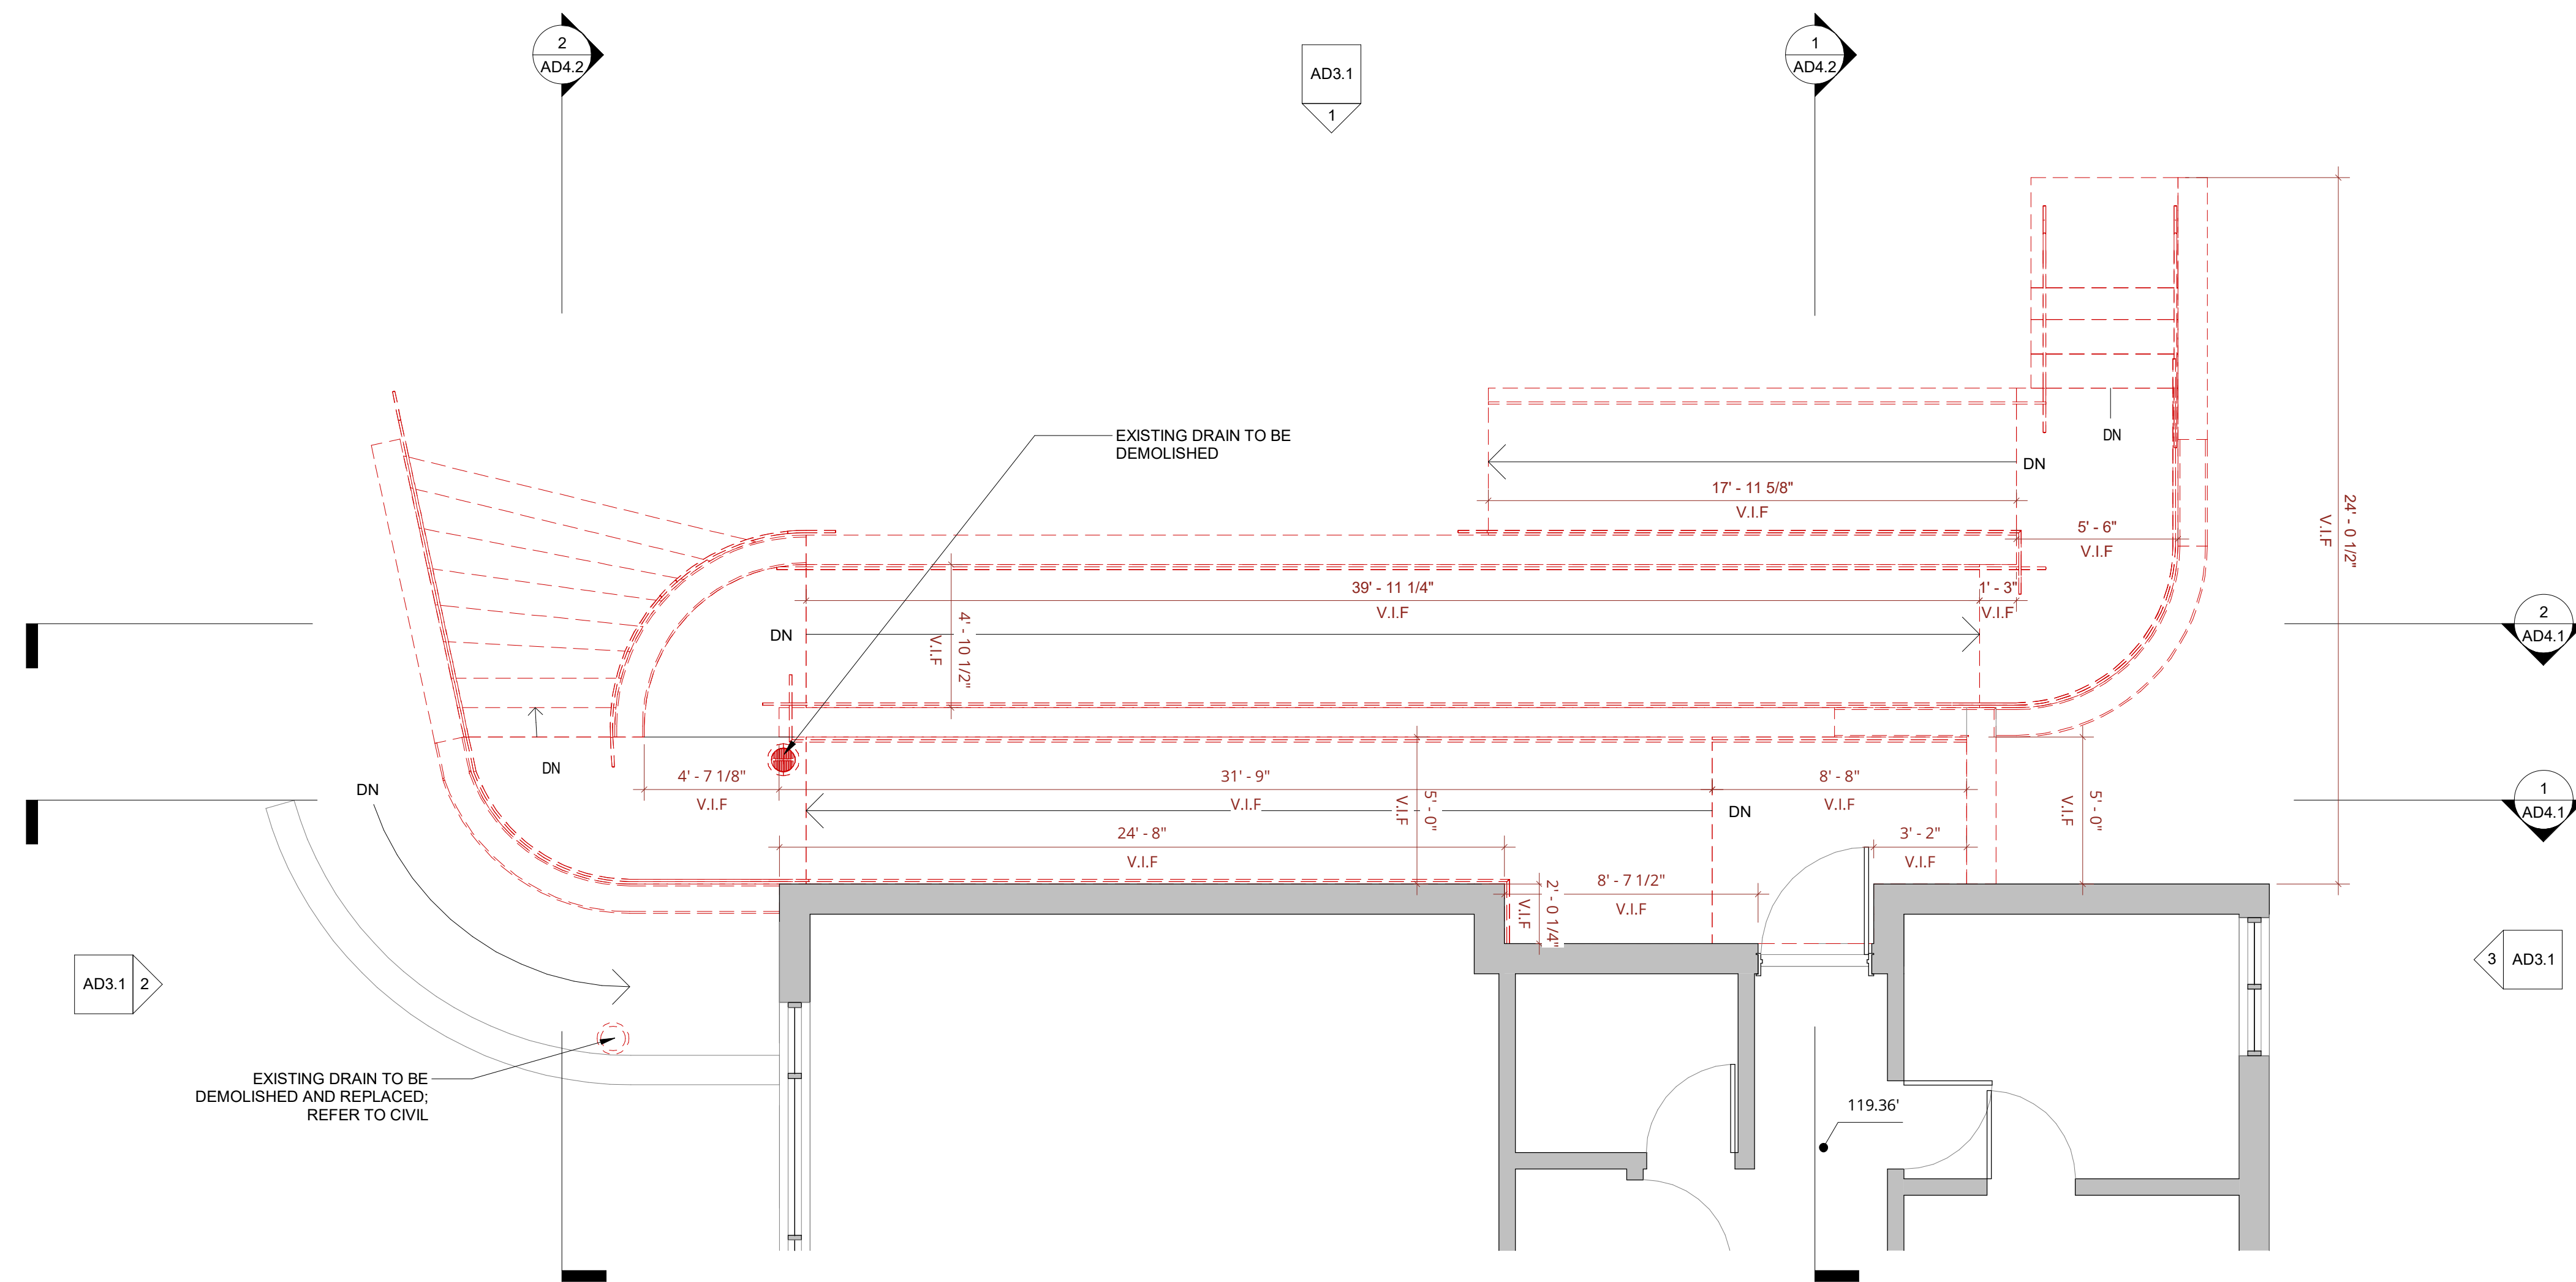 2
AD4.2
AD3.1
1
1
AD4.2
EXISTING DRAIN TO BE
DEMOLISHED
DN
DN
17' - 11 5/8"
V.I.F
5' - 6"
V.I.F
24' - 0 1/2"
V.I.F
39' - 11 1/4"
V.I.F
1' - 3"
V.I.F
4' - 10 1/2"
V.I.F
DN
2
AD4.1
DN
DN
4' - 7 1/8"
V.I.F
31' - 9"
V.I.F
8' - 8"
V.I.F
5' - 0"
V.I.F
DN
5' - 0"
V.I.F
1
AD4.1
24' - 8"
V.I.F
3' - 2"
V.I.F
8' - 7 1/2"
V.I.F
2' - 0 1/4"
V.I.F
AD3.1
2
3
AD3.1
EXISTING DRAIN TO BE
DEMOLISHED AND REPLACED;
REFER TO CIVIL
119.36'